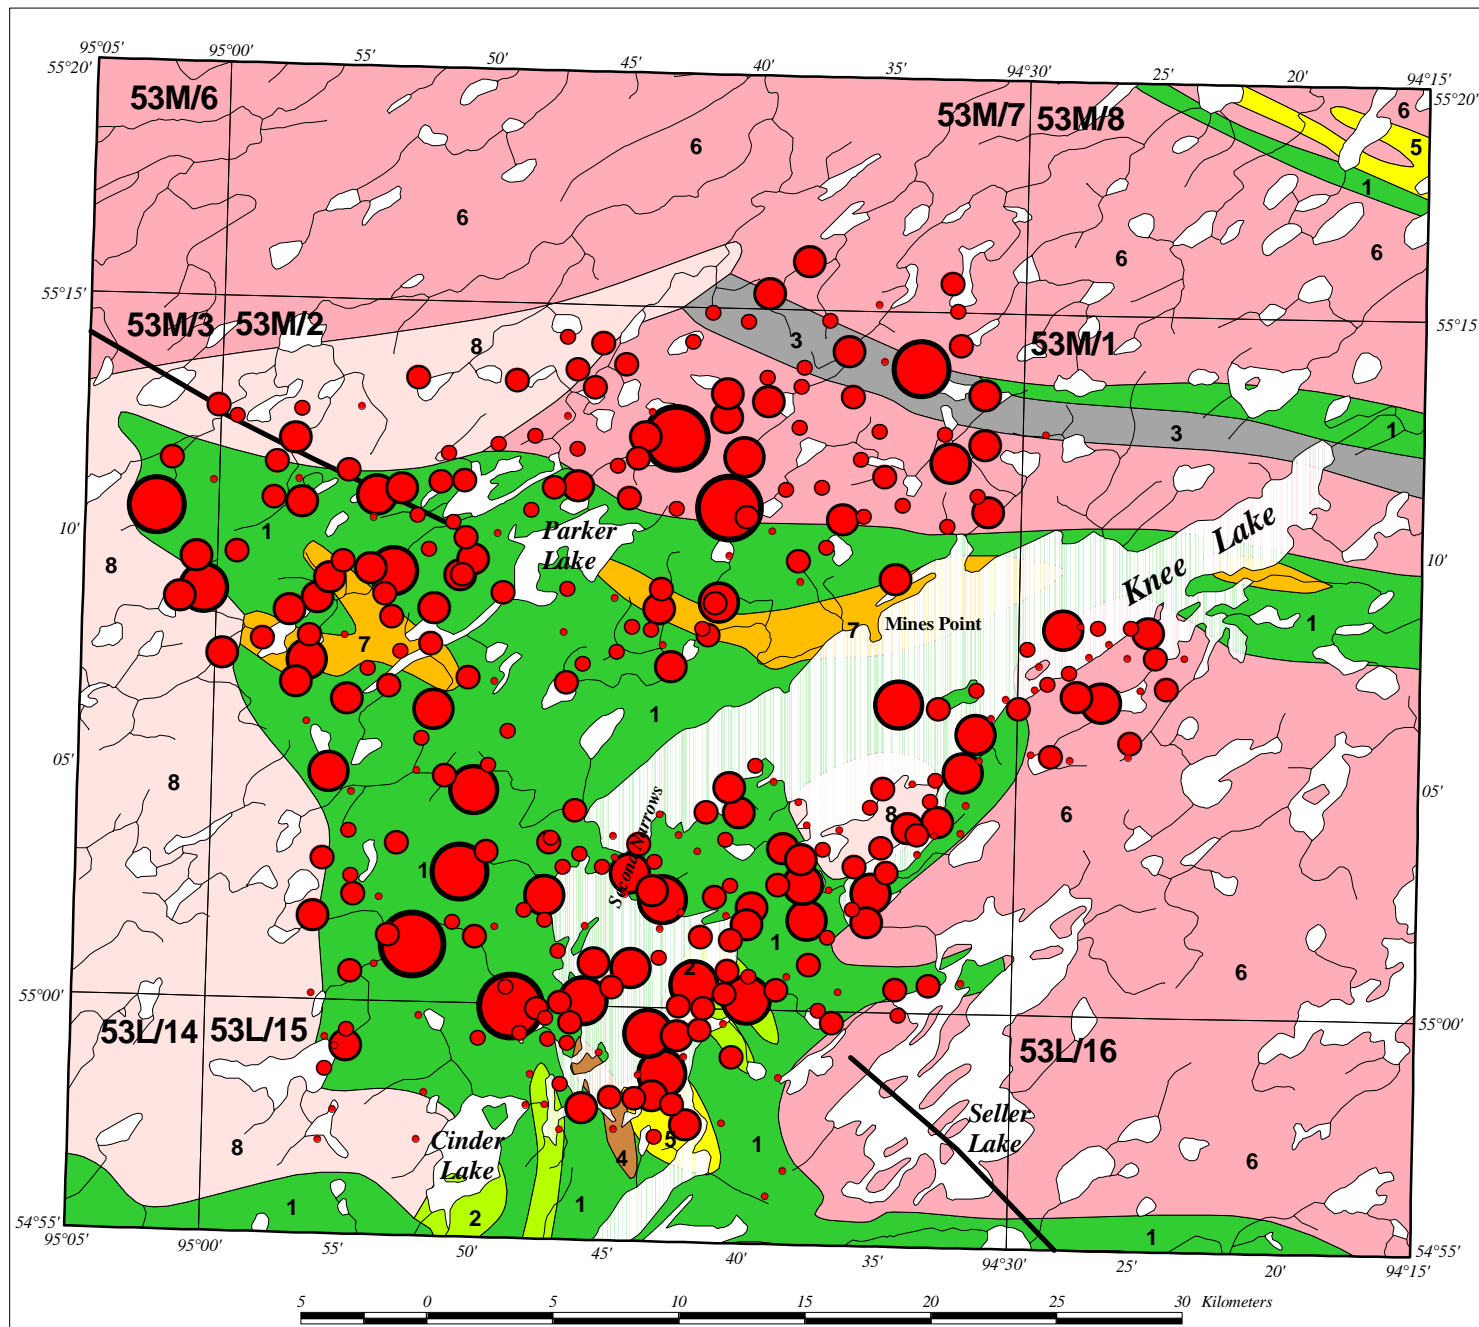 95°05' 95°00' 55' 50' 45' 40' 35' 94°30' 25' 20' 94°15'
55°20' 55°20'
53M/6 53M/7 53M/8
6 6 5
6 1
6 6 6
55°15' 55°15'
53M/3 53M/2 53M/1
8 3
3 1
10' 10'
1 Parker
Lake
Knee Lake
8
7 7 Mines Point 1
1
05' 05'
8 8 6
Second Narrows
1
1
2 6
55°00' 55°00'
53L/14 53L/15 53L/16
Seller
Lake
Cinder
Lake
8 4 5 1 6
1 2 1 1
54°55' 54°55'
95°05' 95°00' 55' 50' 45' 40' 35' 94°30' 25' 20' 94°15'
5 0 5 10 15 20 25 30 Kilometers